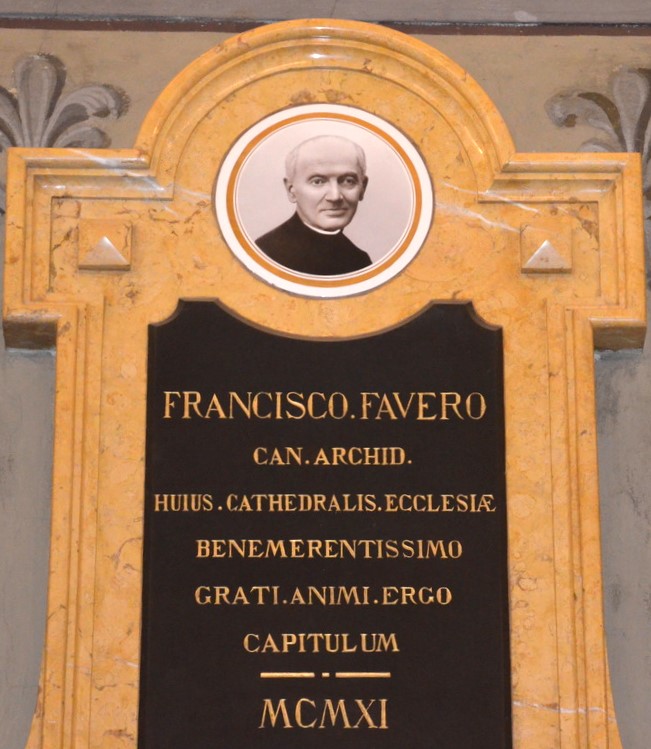 FRANCISCO.FAVERO
CAN.ARCHID.
HUIUS.CATHEDRALIS.ECCLESIÆ
BENEMERENTISSIMO
GRATI.ANIMI.ERGO
CAPITULUM
MCMXI